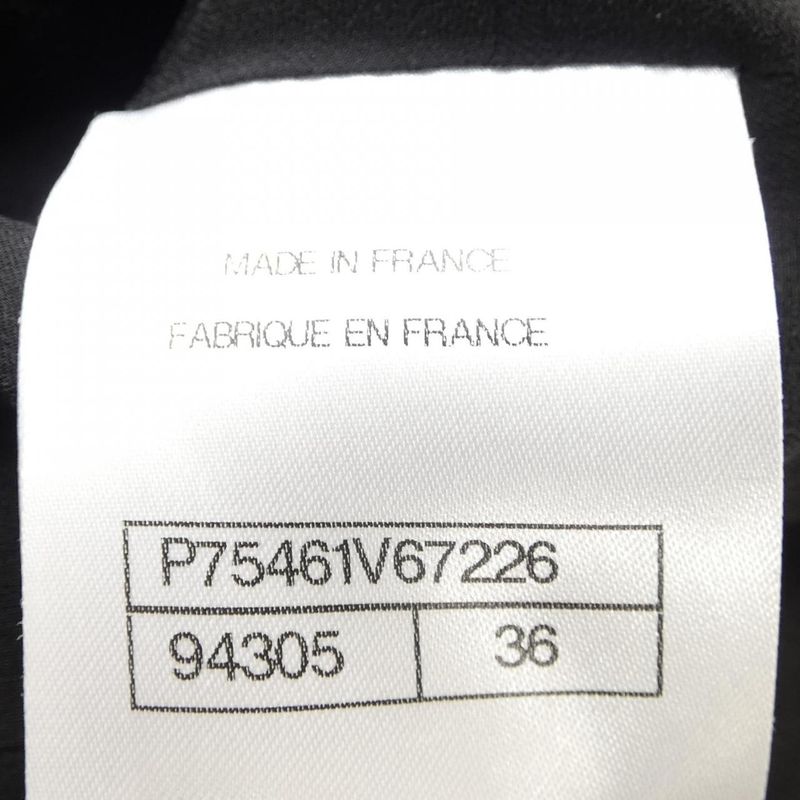 MADE IN FRANCE
FABRIQUE EN FRANCE
P75461V67226
94305 36